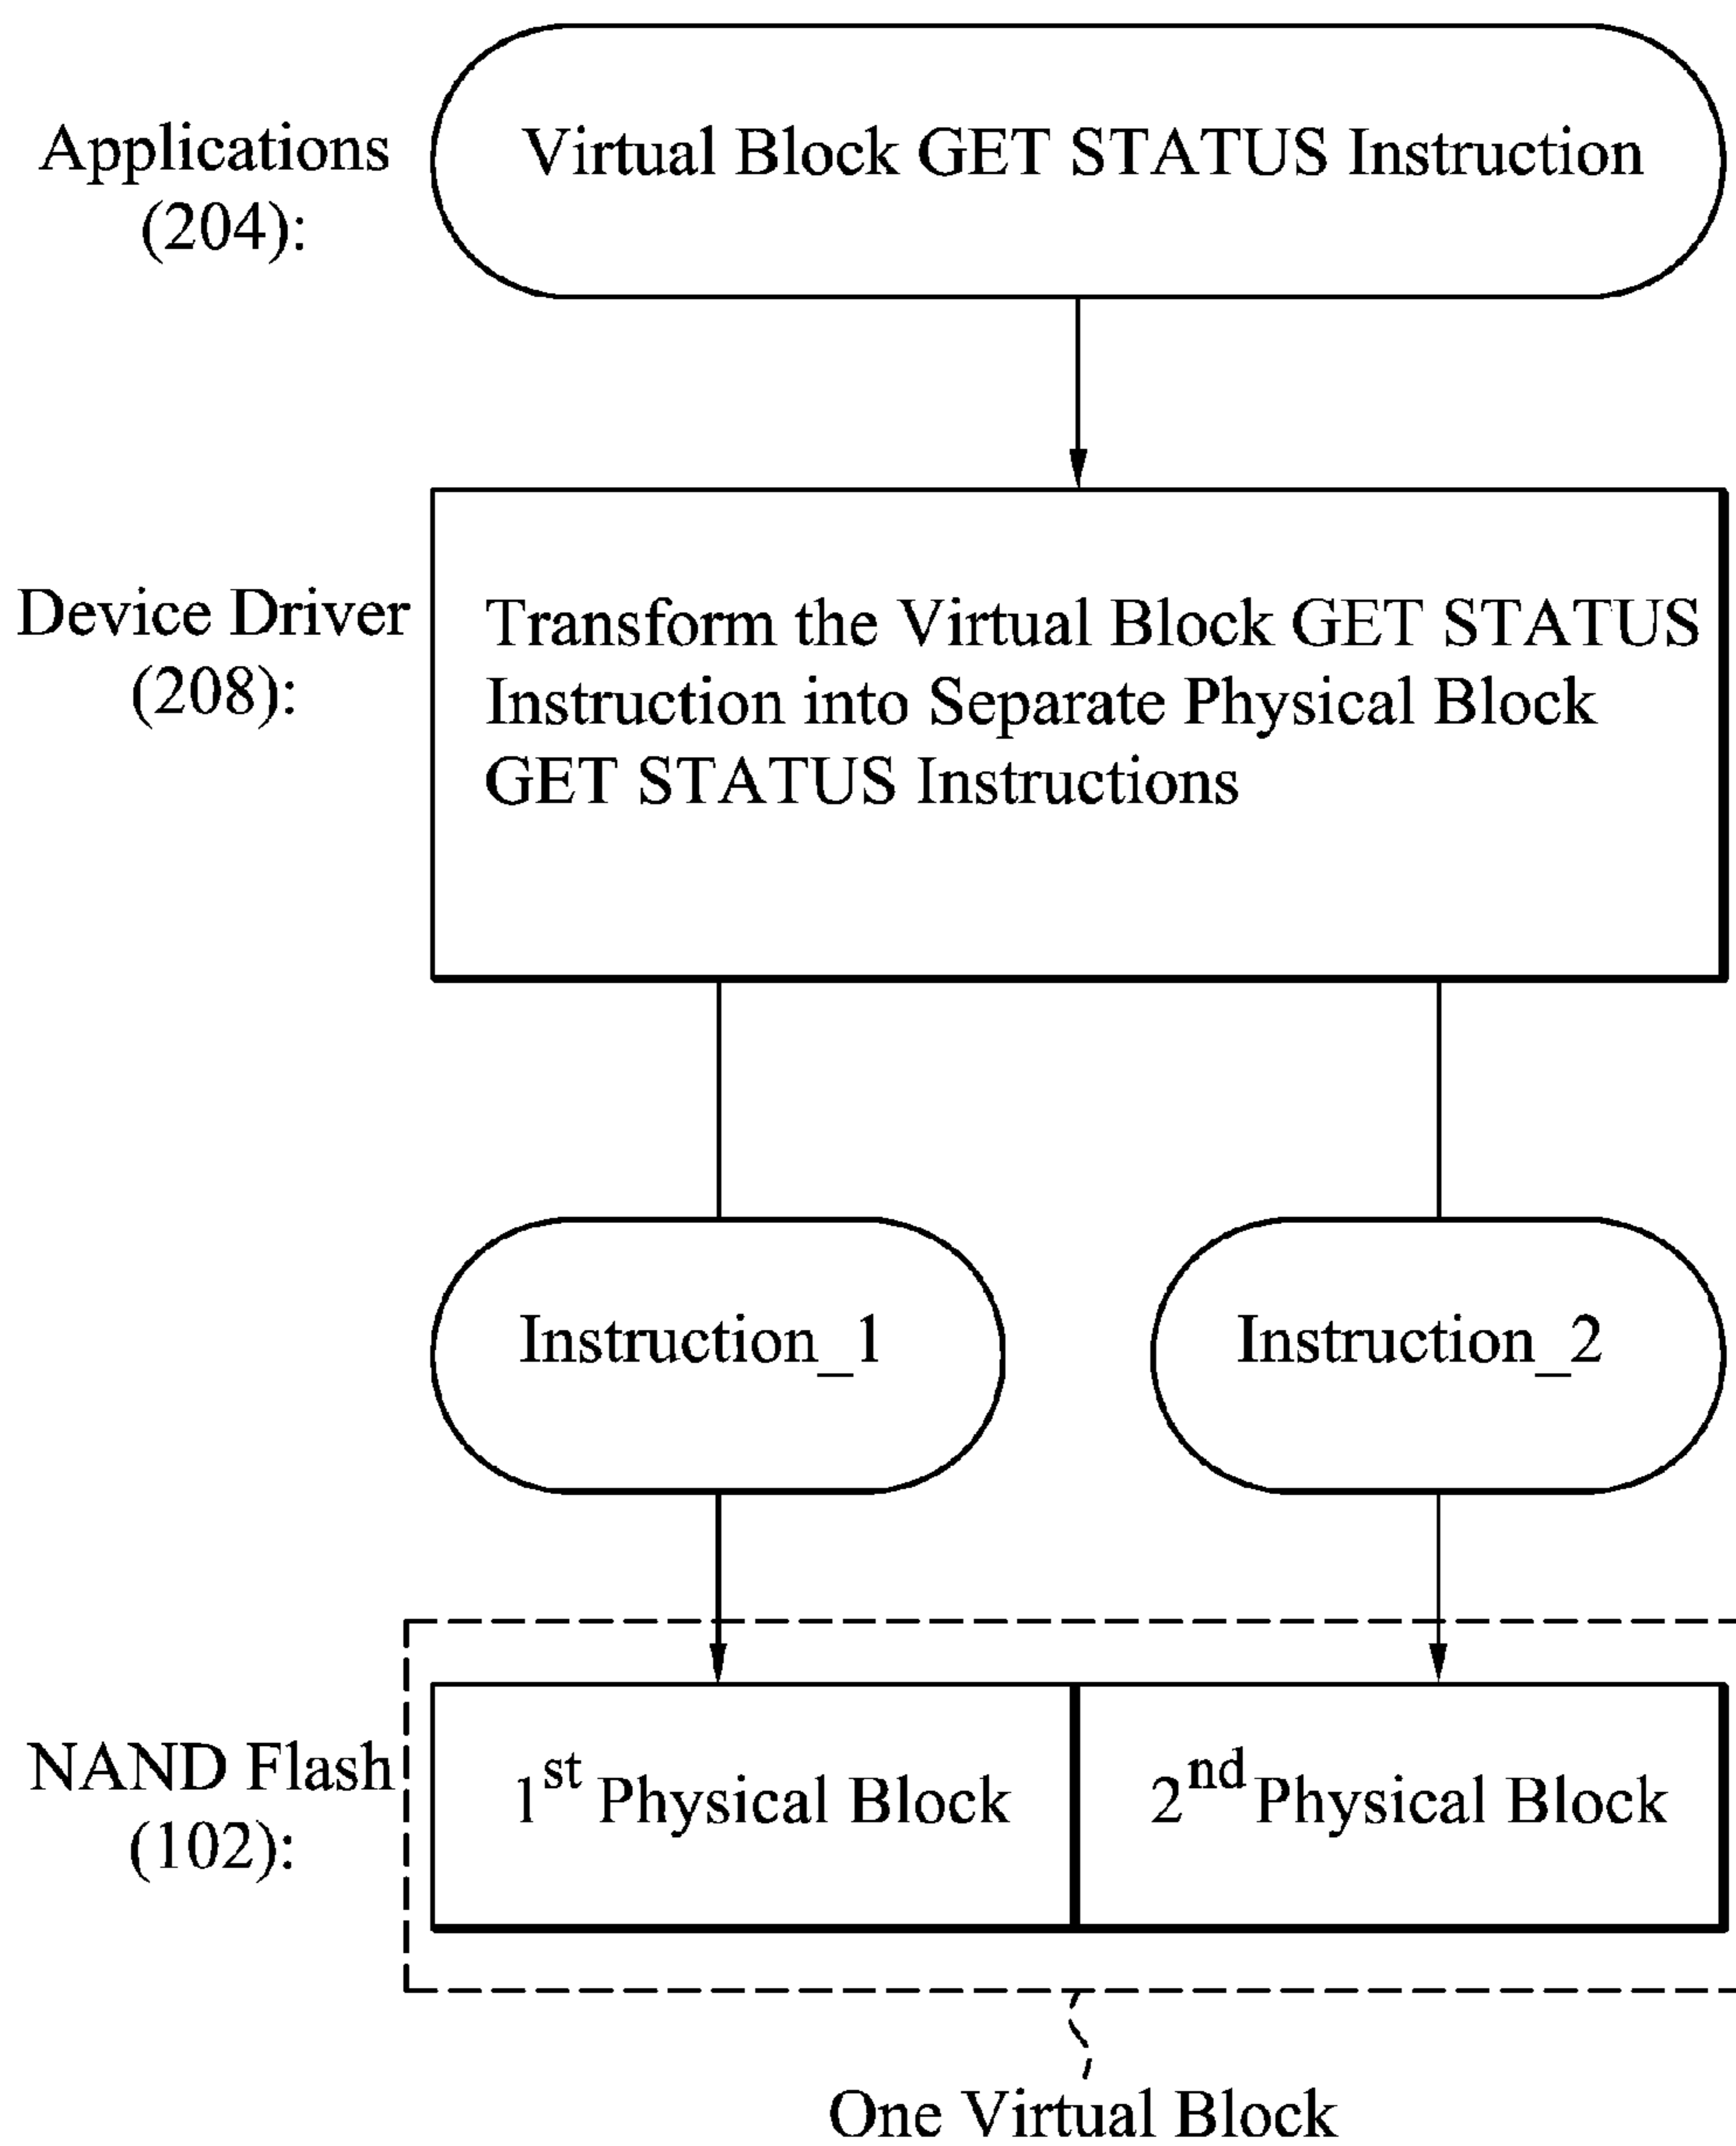 Applications
(204):
Virtual Block GET STATUS Instruction
Device Driver
(208):
Transform the Virtual Block GET STATUS
Instruction into Separate Physical Block
GET STATUS Instructions
Instruction_1
Instruction_2
NAND Flash
(102):
1st Physical Block
2nd Physical Block
One Virtual Block